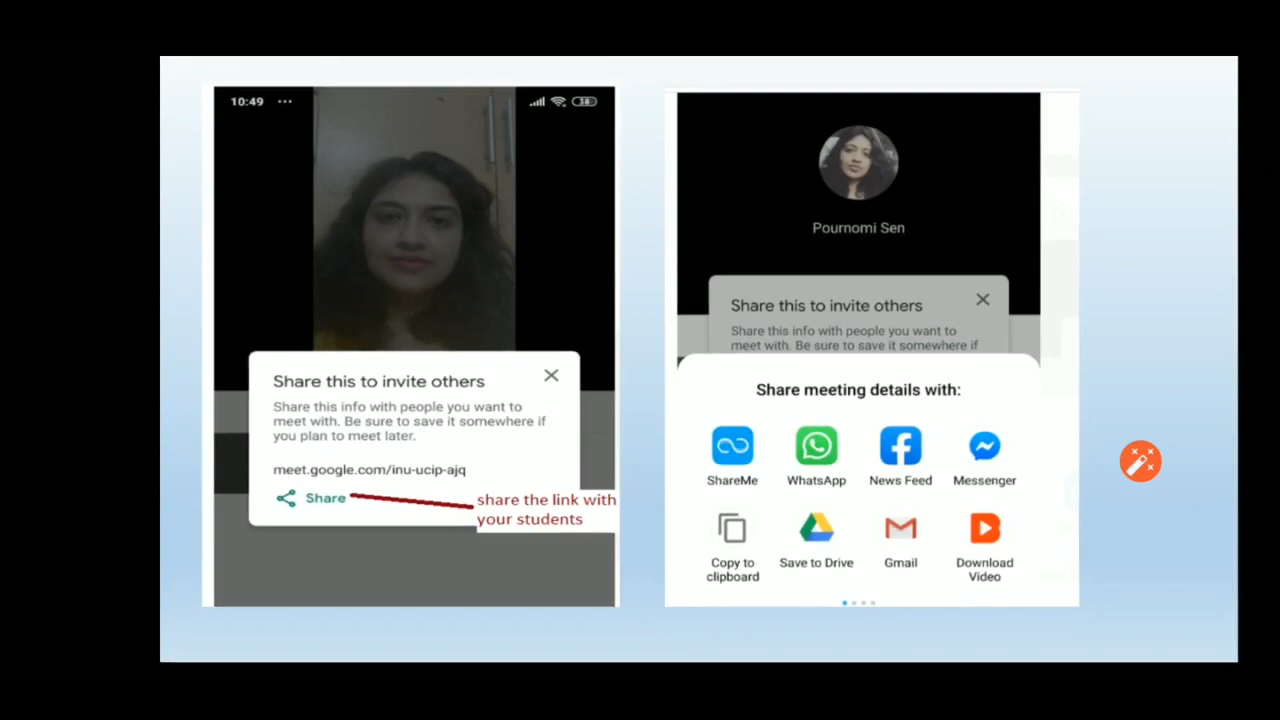 10:49 ...
38
Share this to invite others
Share this info with people you want to
meet with. Be sure to save it somewhere if
you plan to meet later.
meet.google.com/inu-ucip-ajq
Share
share the link with
your students
Pournomi Sen
Share this to invite others
Share this info with people you want to
meet with. Be sure to save it somewhere if
Share meeting details with:
ShareMe WhatsApp News Feed Messenger
Copy to
clipboard
Save to Drive
Gmail
Download
Video